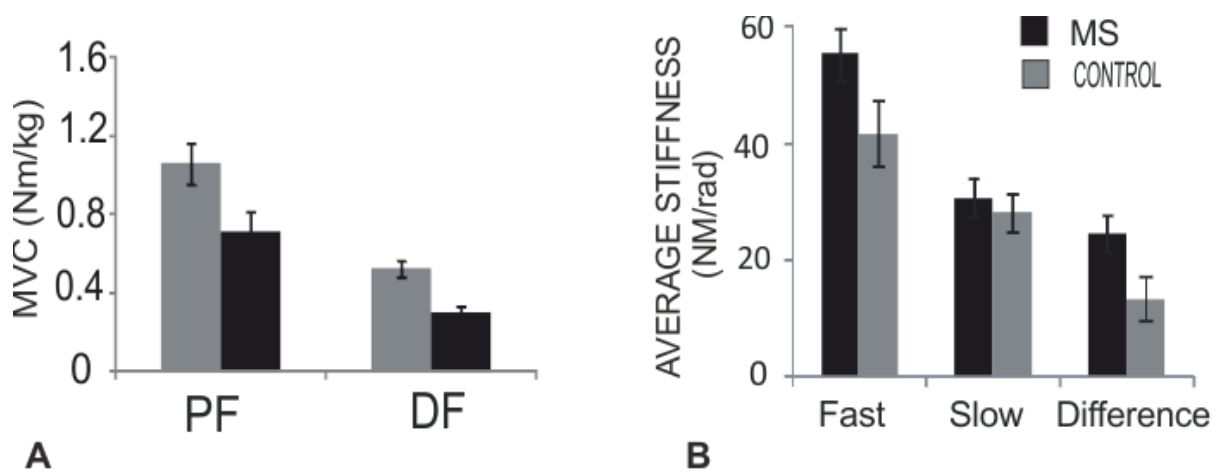 MVC (Nm/kg)
1.6
1.2
0.8
0.4
0
PF
DF
A
AVERAGE STIFFNESS
(NM/rad)
60
40
20
0
MS
CONTROL
Fast
Slow
Difference
B